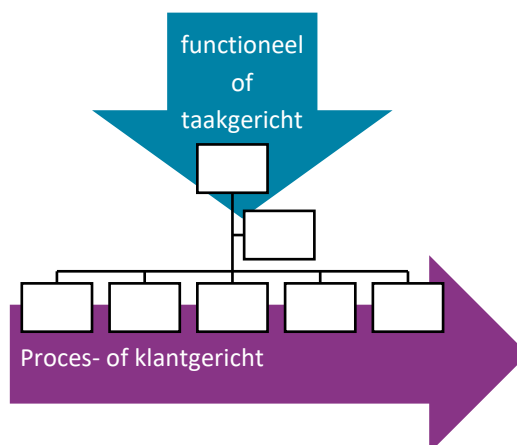 functioneel
of
taakgericht
Proces- of klantgericht